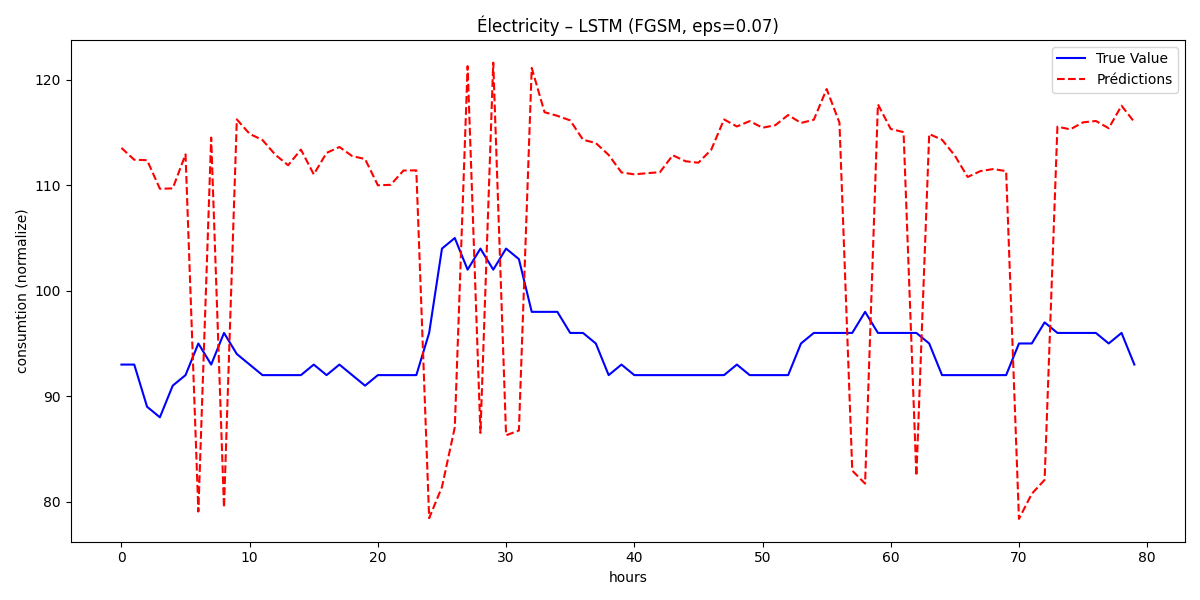 Électricity – LSTM (FGSM, eps=0.07)
True Value
Prédictions
consumtion (normalize)
120
110
100
90
80
0 10 20 30 40 50 60 70 80
hours